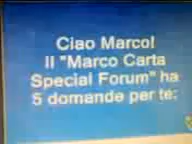 Ciao Marco!
Il "Marco Carta
Special Forum" ha
5 domande per te: